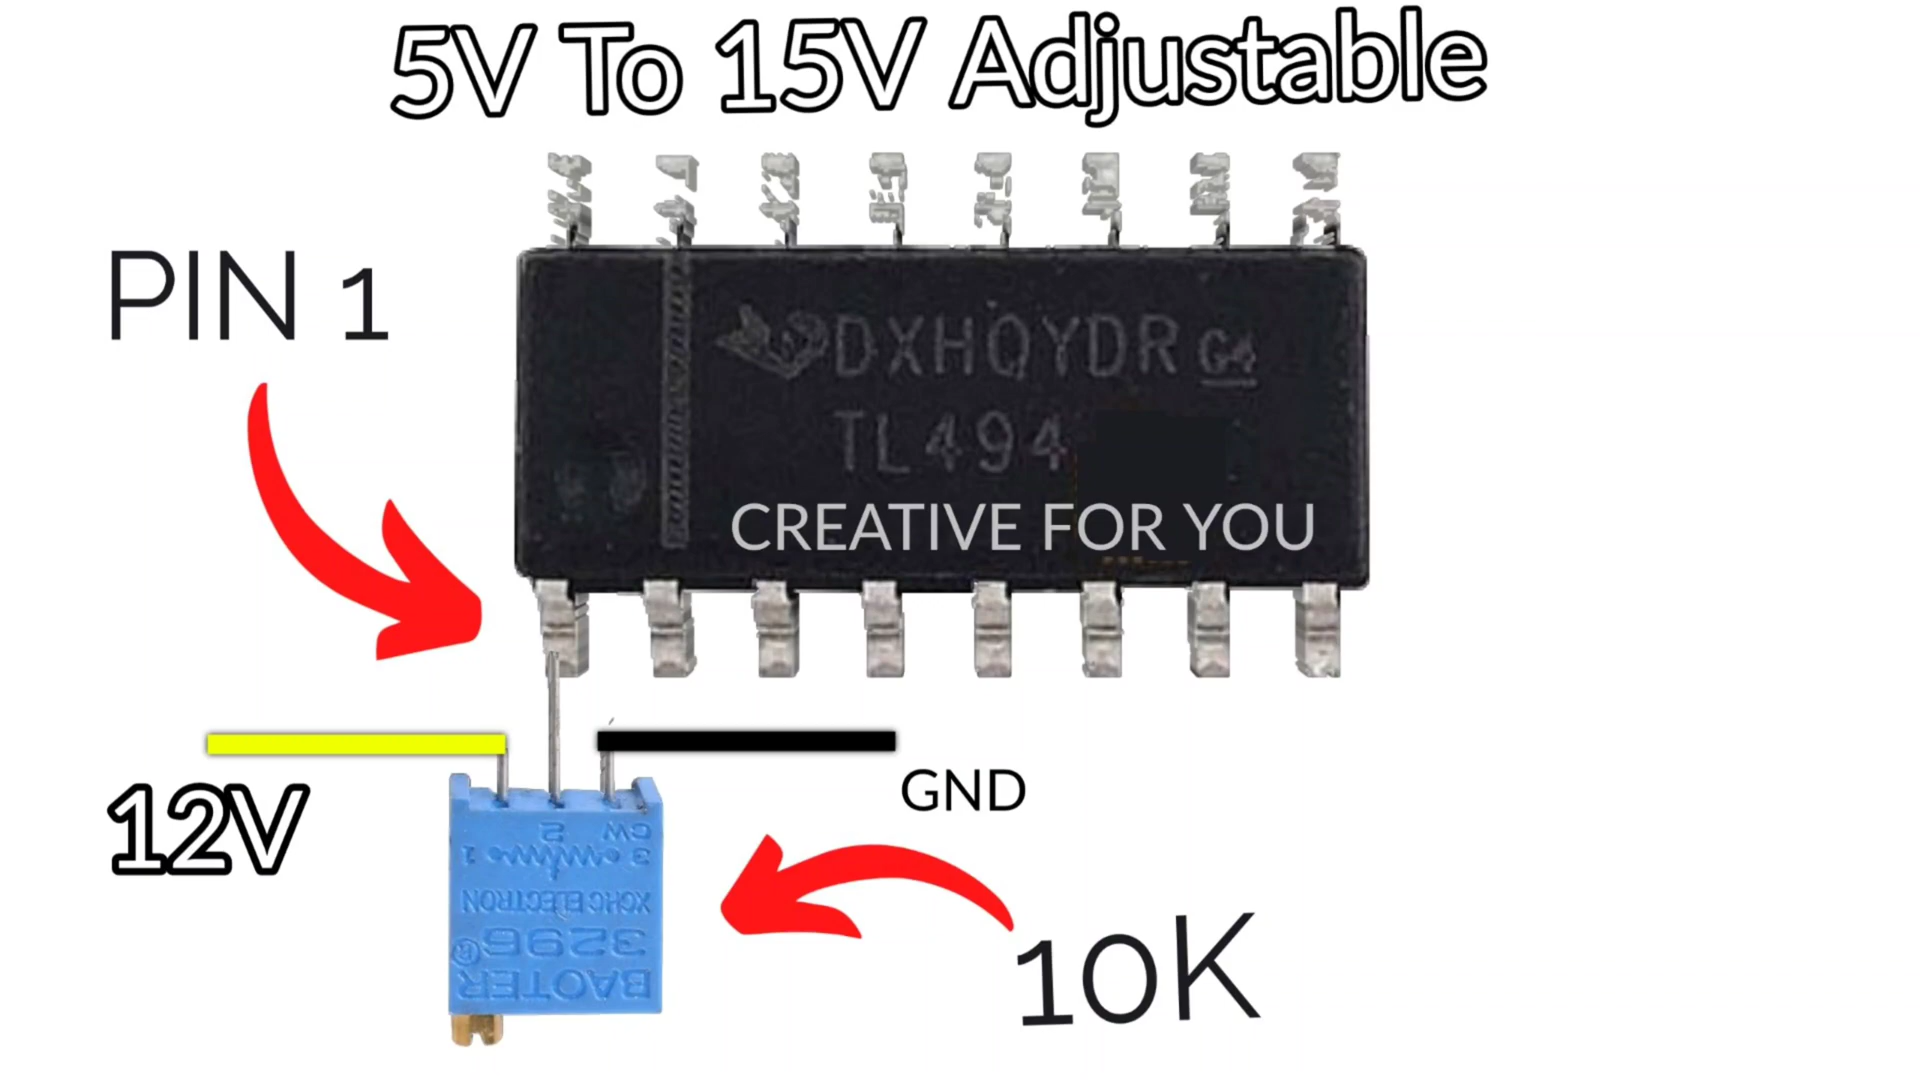 5V To 15V Adjustable
PIN 1
DXHQYDR G4
TL494
CREATIVE FOR YOU
12V
GND
10K
CW
2
3
1
XGHG ELECTRON
3296
BAOTER